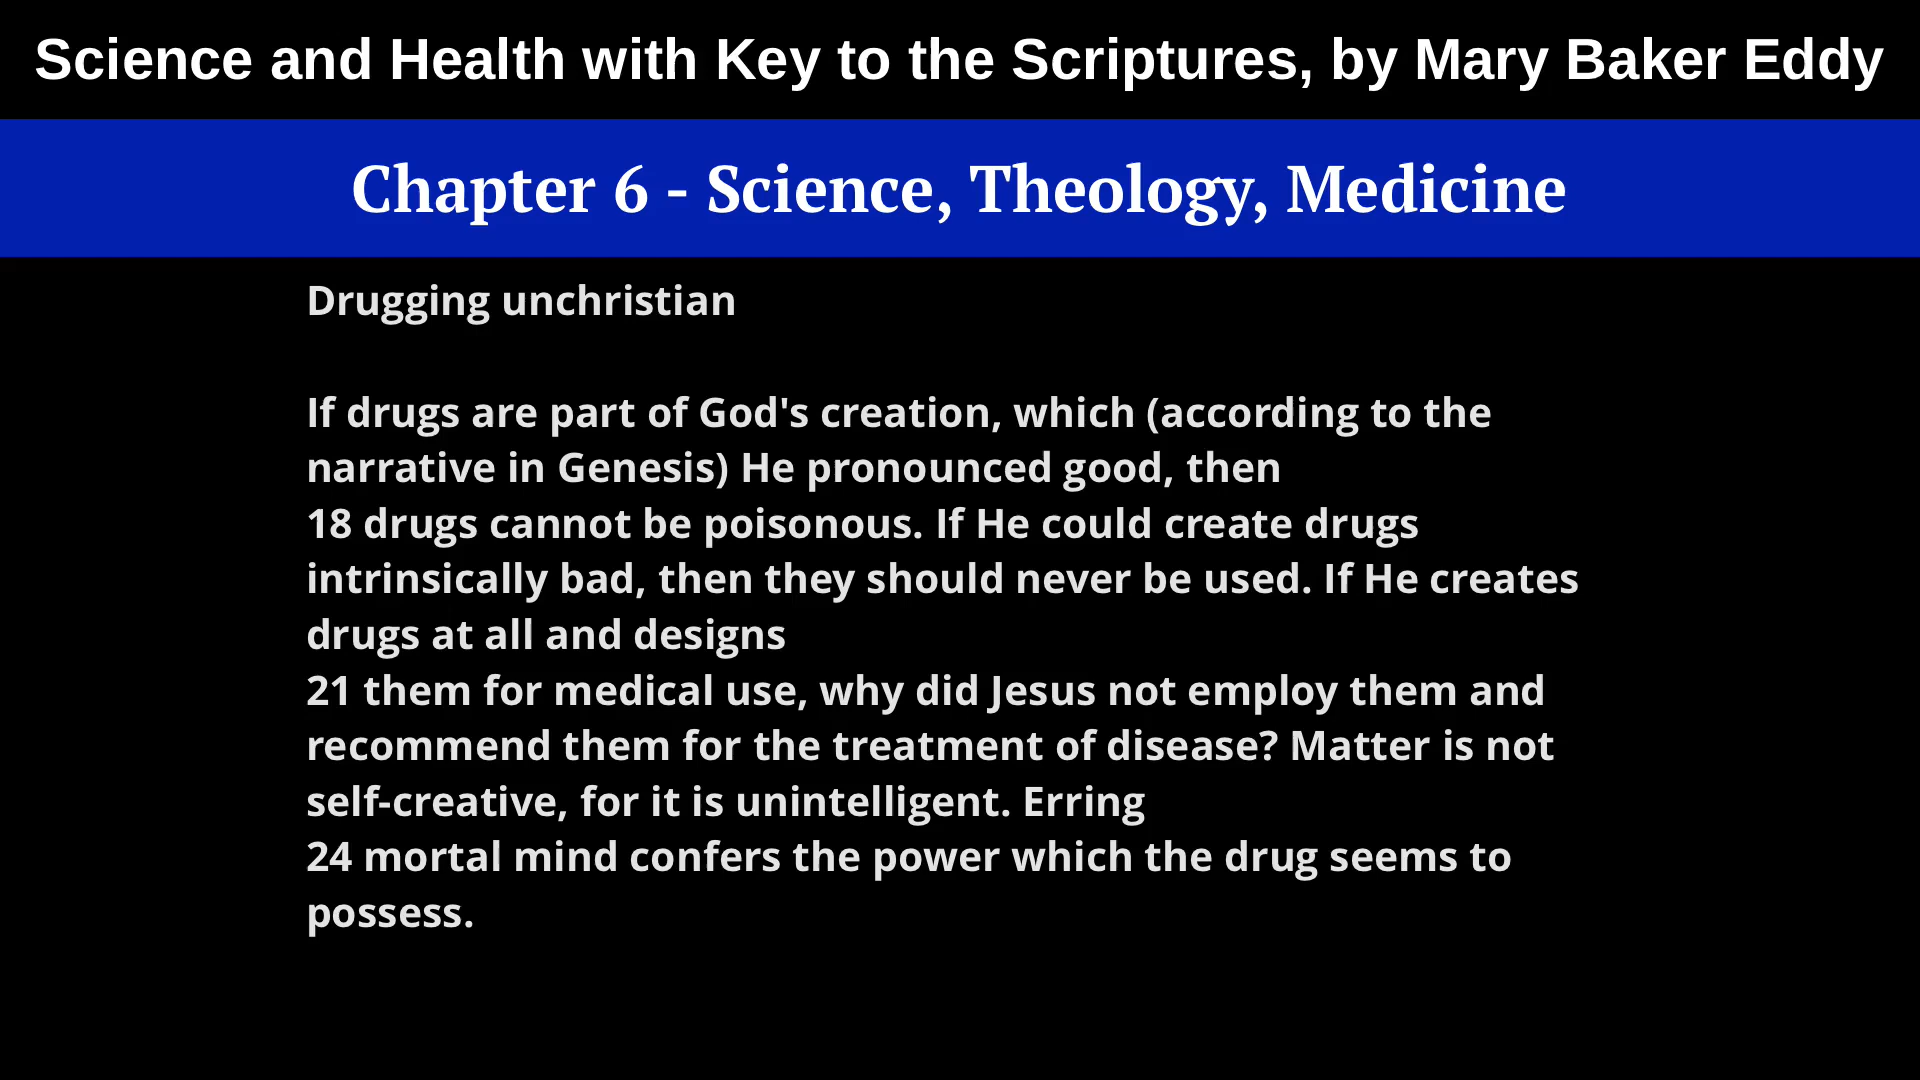 Science and Health with Key to the Scriptures, by Mary Baker Eddy
Chapter 6 - Science, Theology, Medicine
Drugging unchristian
If drugs are part of God's creation, which (according to the
narrative in Genesis) He pronounced good, then
18 drugs cannot be poisonous. If He could create drugs
intrinsically bad, then they should never be used. If He creates
drugs at all and designs
21 them for medical use, why did Jesus not employ them and
recommend them for the treatment of disease? Matter is not
self-creative, for it is unintelligent. Erring
24 mortal mind confers the power which the drug seems to
possess.